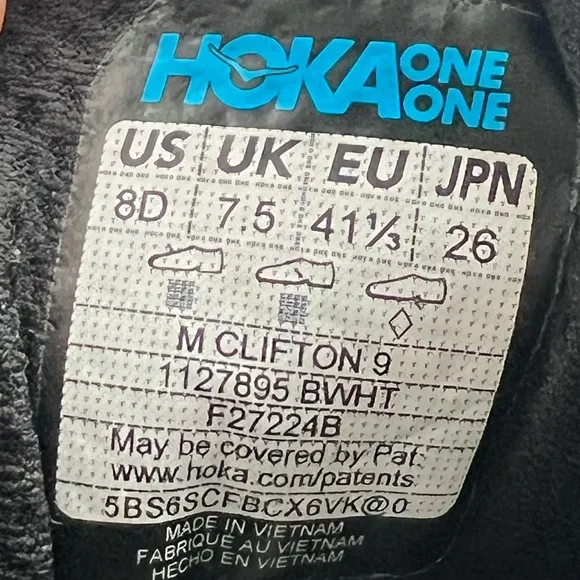 HOKA ONE ONE
US UK EU JPN
8D 7.5 41⅓ 26
M CLIFTON 9
1127895 BWHT
F27224B
May be covered by Pat.
www.hoka.com/patents
5BS6SCFBCX6VK@0
MADE IN VIETNAM
FABRIQUE AU VIETNAM
HECHO EN VIETNAM